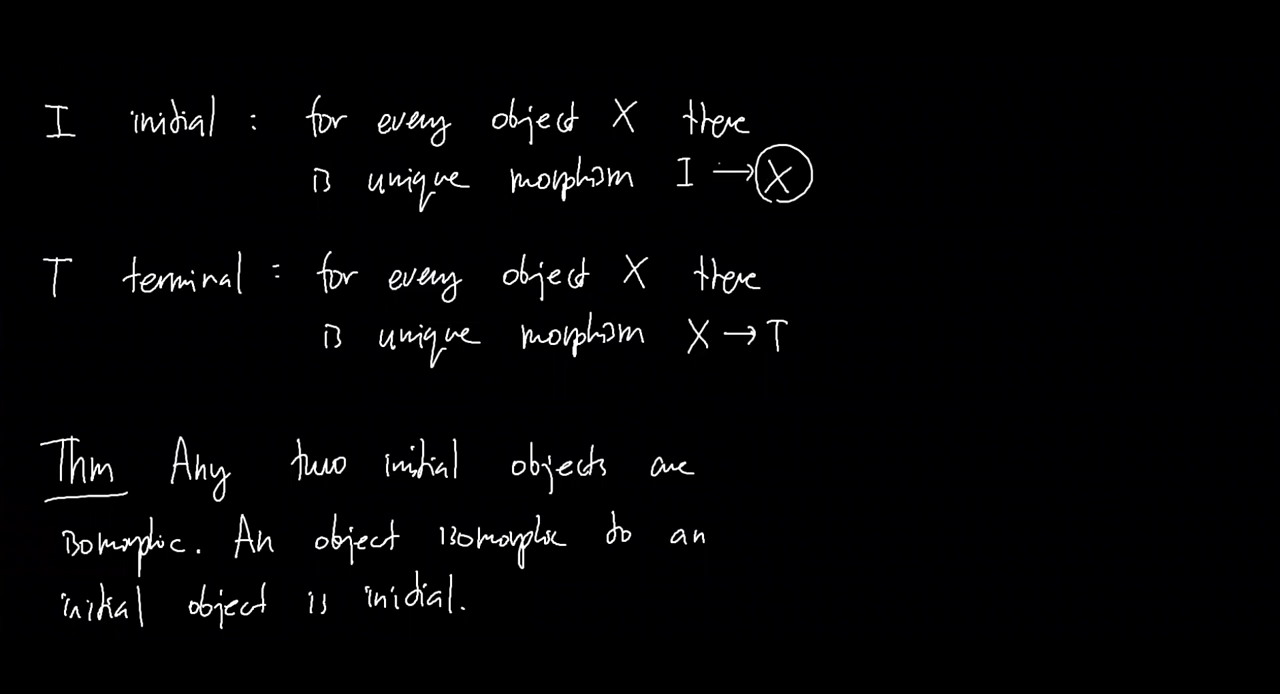 I initial : for every object X there
is unique morphism I → X
T terminal : for every object X there
is unique morphism X → T
Thm Any two initial objects are
isomorphic. An object isomorphic to an
initial object is initial.